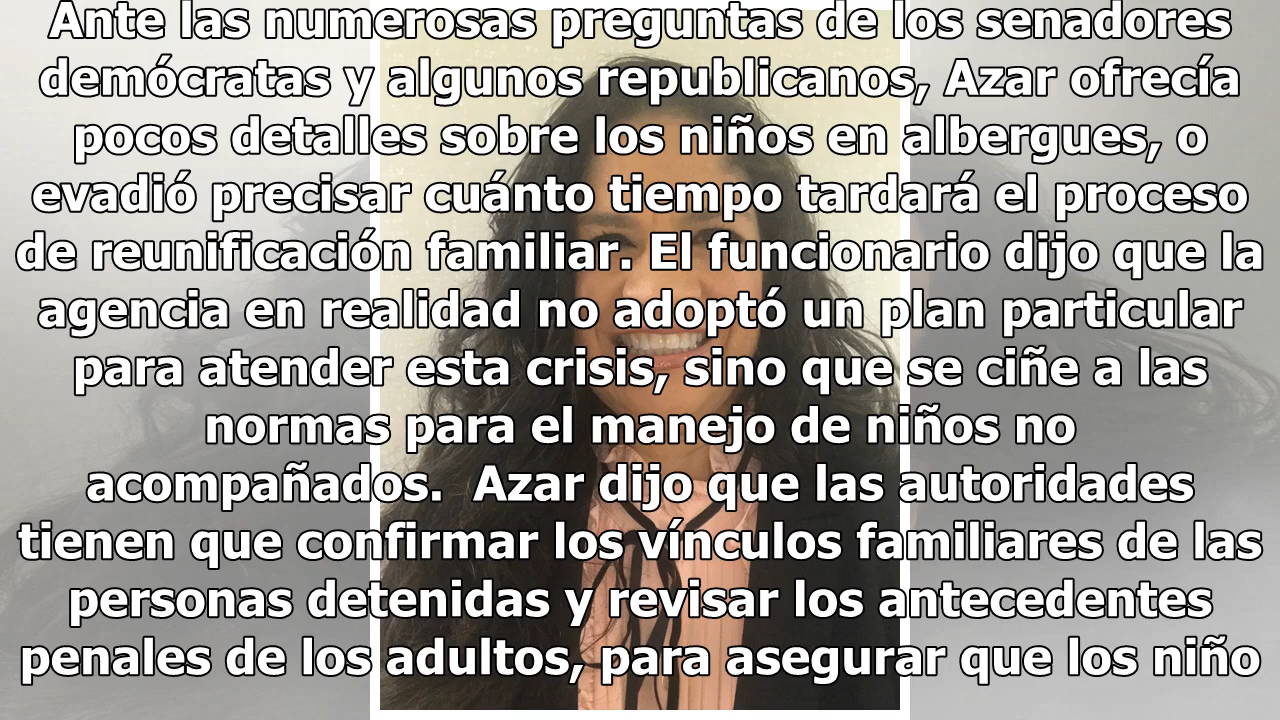 Ante las numerosas preguntas de los senadores
demócratas y algunos republicanos, Azar ofrecía
pocos detalles sobre los niños en albergues, o
evadió precisar cuánto tiempo tardará el proceso
de reunificación familiar. El funcionario dijo que la
agencia en realidad no adoptó un plan particular
para atender esta crisis, sino que se ciñe a las
normas para el manejo de niños no
acompañados.  Azar dijo que las autoridades
tienen que confirmar los vínculos familiares de las
personas detenidas y revisar los antecedentes
penales de los adultos, para asegurar que los niño